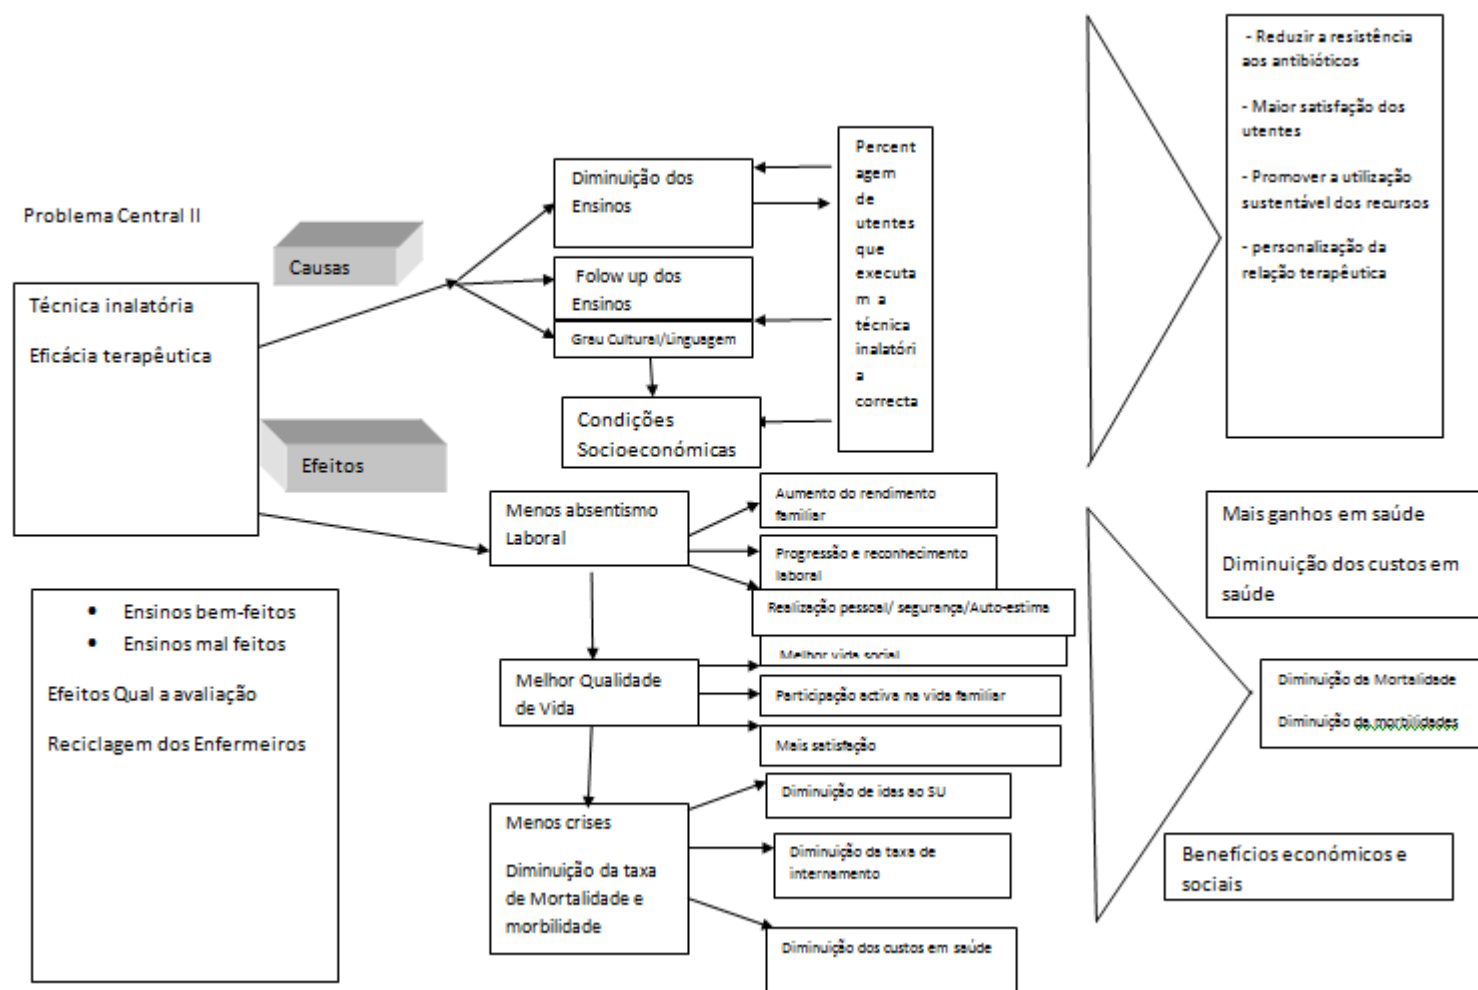 Problema Central II
Técnica inalatória
Eficácia terapêutica
Causas
Efeitos
Diminuição dos
Ensinos
Folow up dos
Ensinos
Grau Cultural/Linguagem
Condições
Socioeconómicas
Percent
agem
de
utentes
que
executa
m a
técnica
inalatóri
a
correcta
- Reduzir a resistência
aos antibióticos
- Maior satisfação dos
utentes
- Promover a utilização
sustentável dos recursos
- personalização da
relação terapêutica
Menos absentismo
Laboral
Aumento do rendimento
familiar
Progressão e reconhecimento
laboral
Realização pessoal/ segurança/Auto-estima
Melhor vida social
Melhor Qualidade
de Vida
Participação activa na vida familiar
Mais satisfação
Menos crises
Diminuição da taxa
de Mortalidade e
morbilidade
Diminuição de idas ao SU
Diminuição da taxa de
internamento
Diminuição dos custos em saúde
Mais ganhos em saúde
Diminuição dos custos em
saúde
Diminuição da Mortalidade
Diminuição da morbilidades
Benefícios económicos e
sociais
• Ensinos bem-feitos
• Ensinos mal feitos
Efeitos Qual a avaliação
Reciclagem dos Enfermeiros